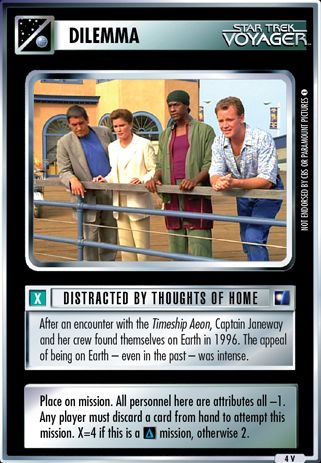 DILEMMA
STAR TREK
VOYAGER
NOT ENDORSED BY CBS OR PARAMOUNT PICTURES
X DISTRACTED BY THOUGHTS OF HOME
After an encounter with the Timeship Aeon, Captain Janeway
and her crew found themselves on Earth in 1996. The appeal
of being on Earth – even in the past – was intense.
Place on mission. All personnel here are attributes all –1.
Any player must discard a card from hand to attempt this
mission. X=4 if this is a Δ mission, otherwise 2.
4 V